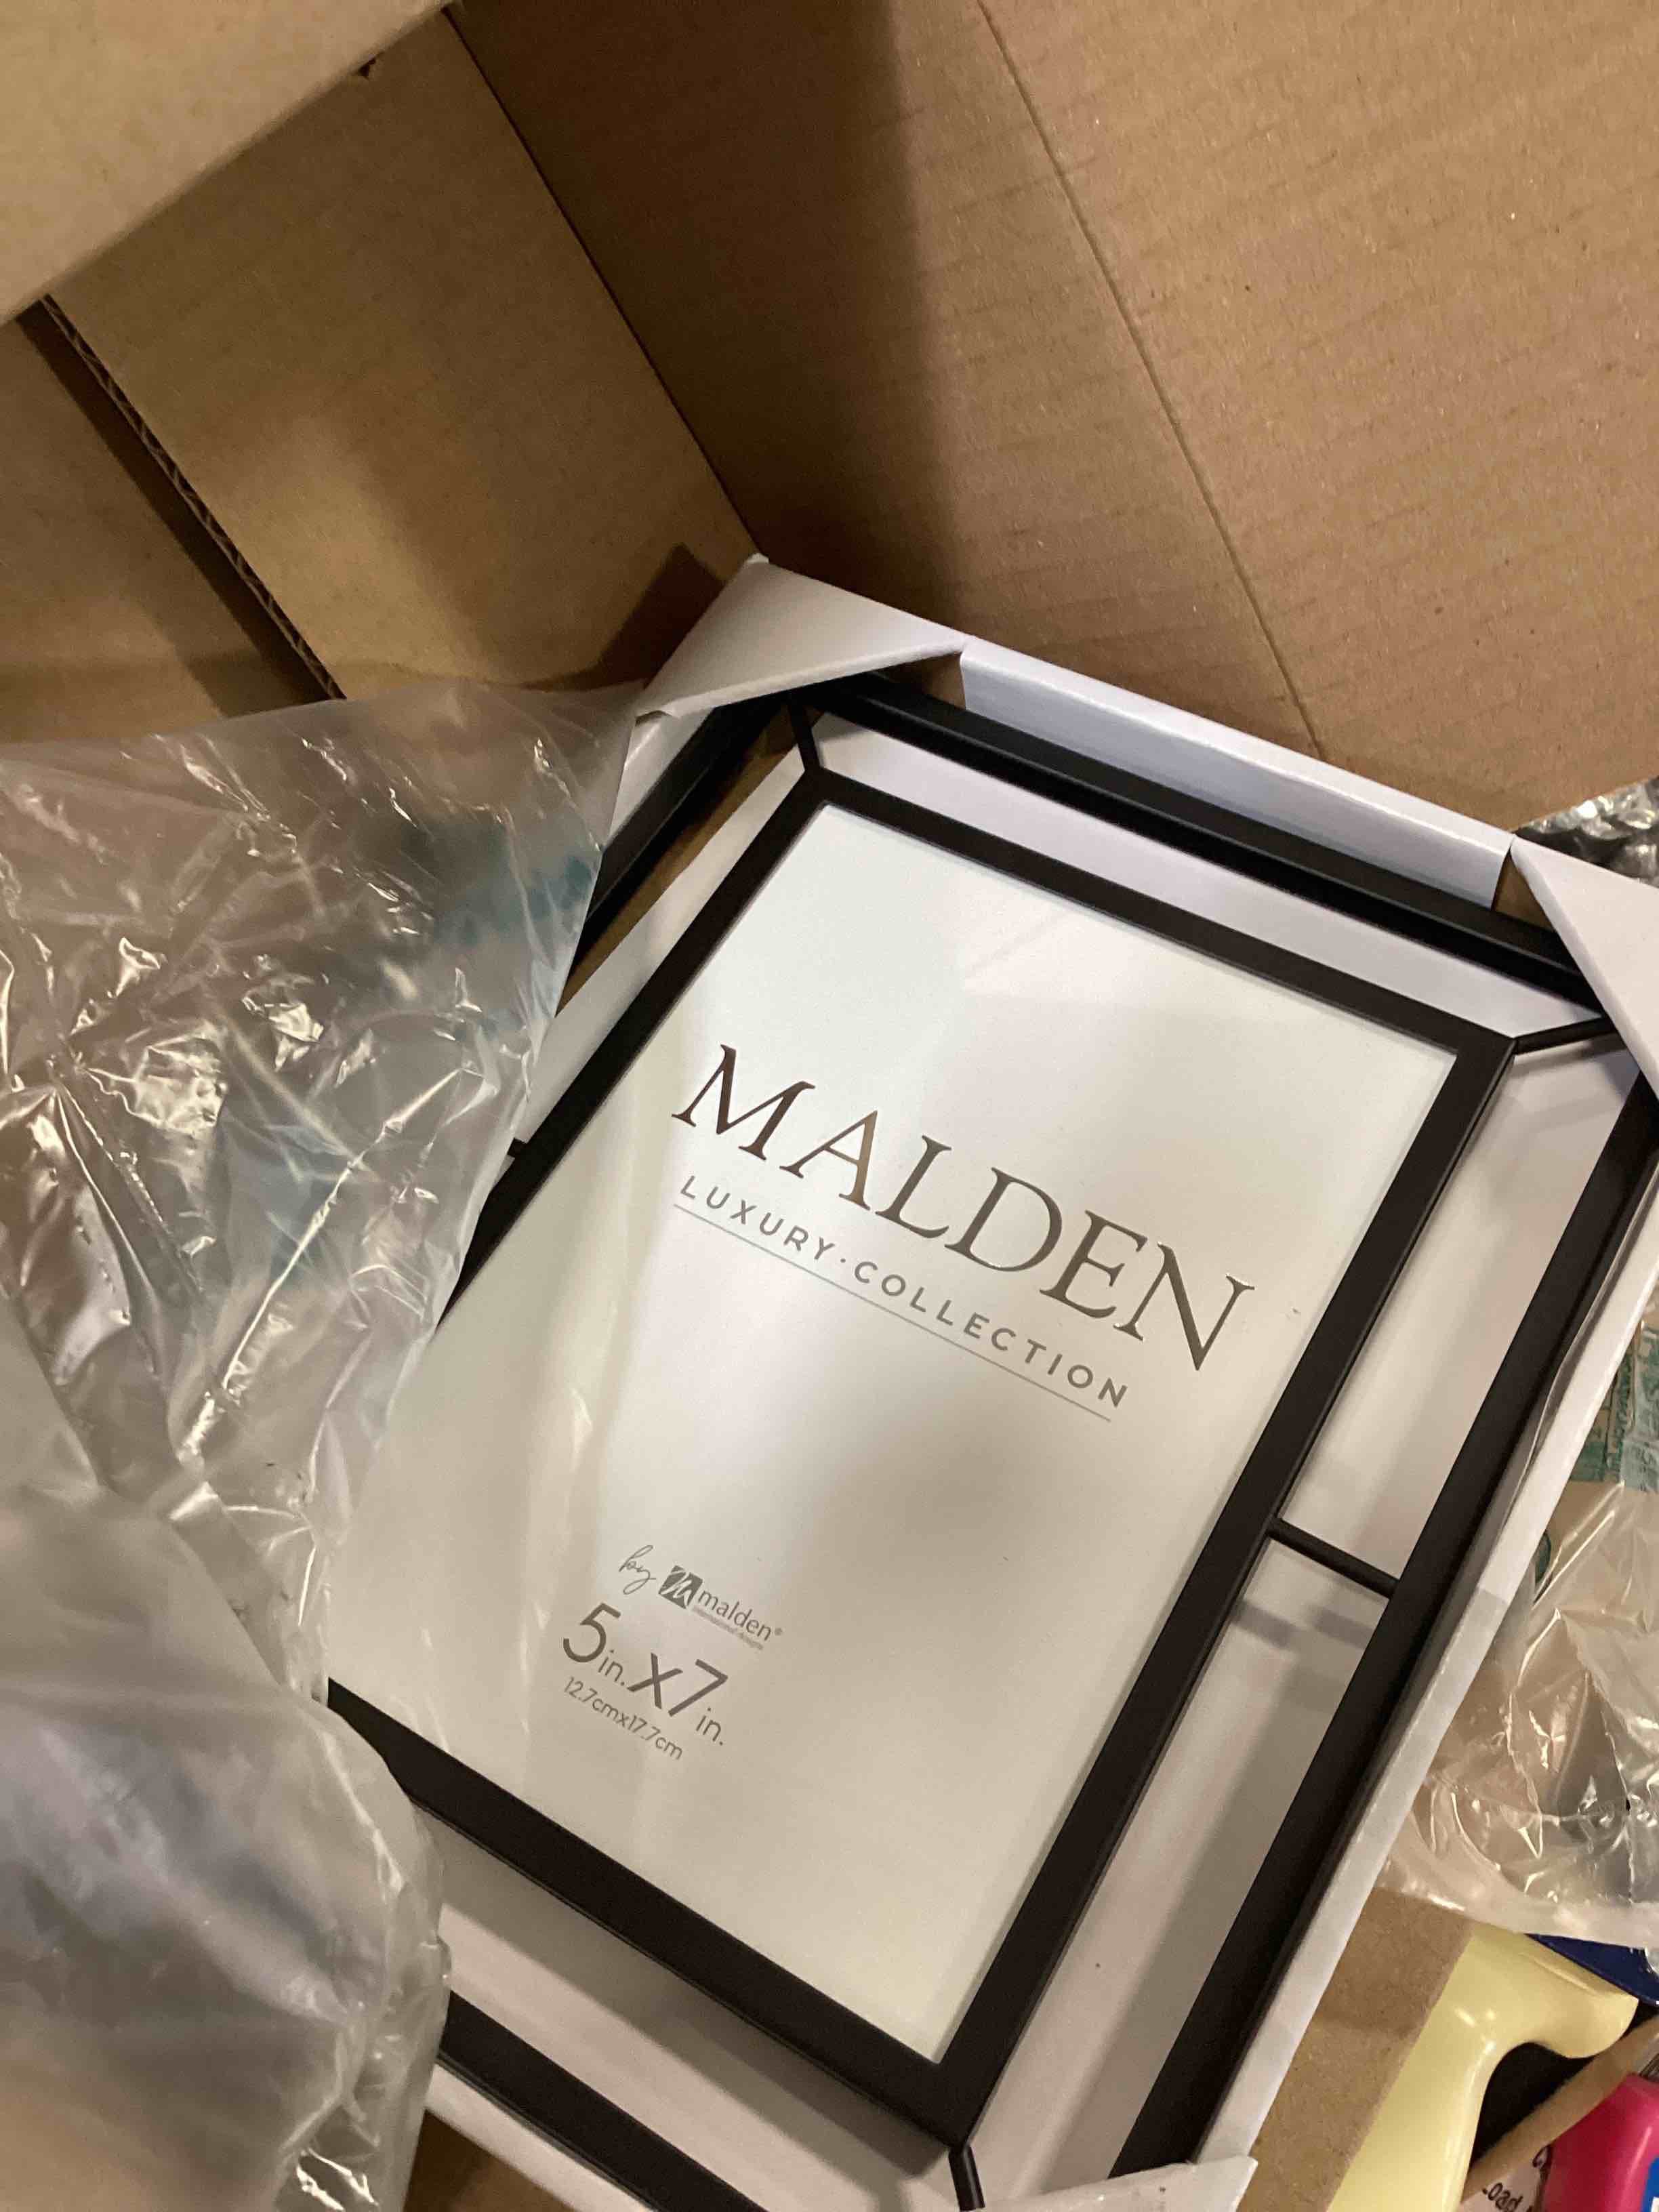 MALDEN
LUXURY·COLLECTION
by malden®
5in.x7in.
12.7cmx17.7cm